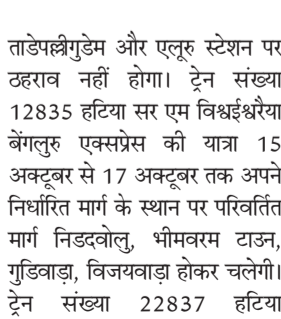 ताडेपल्लीगुडेम और एलूरु स्टेशन पर
ठहराव नहीं होगा। ट्रेन संख्या
12835 हटिया सर एम विश्वईश्वरैया
बेंगलुरु एक्सप्रेस की यात्रा 15
अक्टूबर से 17 अक्टूबर तक अपने
निर्धारित मार्ग के स्थान पर परिवर्तित
मार्ग निडदवोलु, भीमवरम टाउन,
गुडिवाड़ा, विजयवाड़ा होकर चलेगी।
ट्रेन संख्या 22837 हटिया